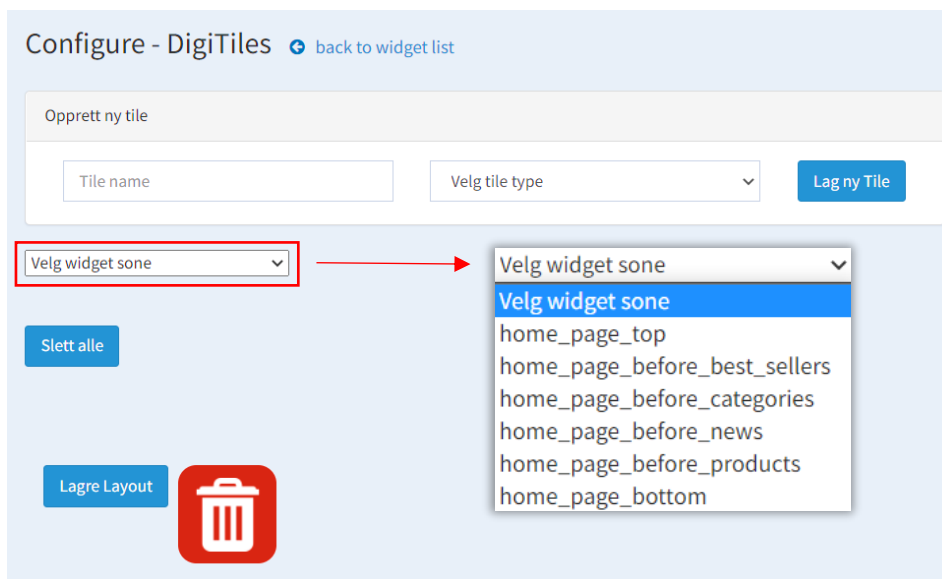 Configure - DigiTiles back to widget list
Opprett ny tile
Tile name
Velg tile type
Lag ny Tile
Velg widget sone
Velg widget sone
Velg widget sone
home_page_top
home_page_before_best_sellers
home_page_before_categories
home_page_before_news
home_page_before_products
home_page_bottom
Slett alle
Lagre Layout